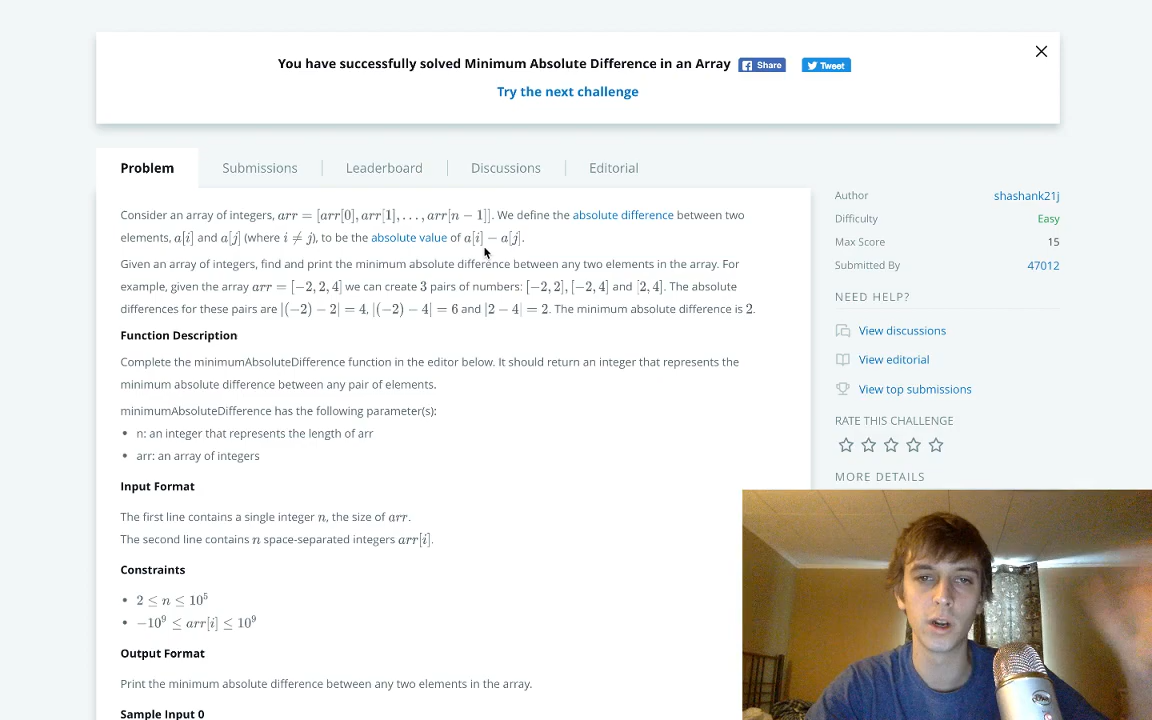 You have successfully solved Minimum Absolute Difference in an Array Share Tweet
Try the next challenge
Problem Submissions Leaderboard Discussions Editorial
Consider an array of integers, arr = [arr[0], arr[1], . . . , arr[n − 1]]. We define the absolute difference between two
elements, a[i] and a[j] (where i ≠ j), to be the absolute value of a[i] − a[j].
Given an array of integers, find and print the minimum absolute difference between any two elements in the array. For
example, given the array arr = [−2, 2, 4] we can create 3 pairs of numbers: [−2, 2], [−2, 4] and [2, 4]. The absolute
differences for these pairs are |(−2) − 2| = 4, |(−2) − 4| = 6 and |2 − 4| = 2. The minimum absolute difference is 2.
Function Description
Complete the minimumAbsoluteDifference function in the editor below. It should return an integer that represents the
minimum absolute difference between any pair of elements.
minimumAbsoluteDifference has the following parameter(s):
• n: an integer that represents the length of arr
• arr: an array of integers
Input Format
The first line contains a single integer n, the size of arr.
The second line contains n space-separated integers arr[i].
Constraints
• 2 ≤ n ≤ 10⁵
• −10⁹ ≤ arr[i] ≤ 10⁹
Output Format
Print the minimum absolute difference between any two elements in the array.
Sample Input 0
Author shashank21j
Difficulty Easy
Max Score 15
Submitted By 47012
NEED HELP?
View discussions
View editorial
View top submissions
RATE THIS CHALLENGE
MORE DETAILS